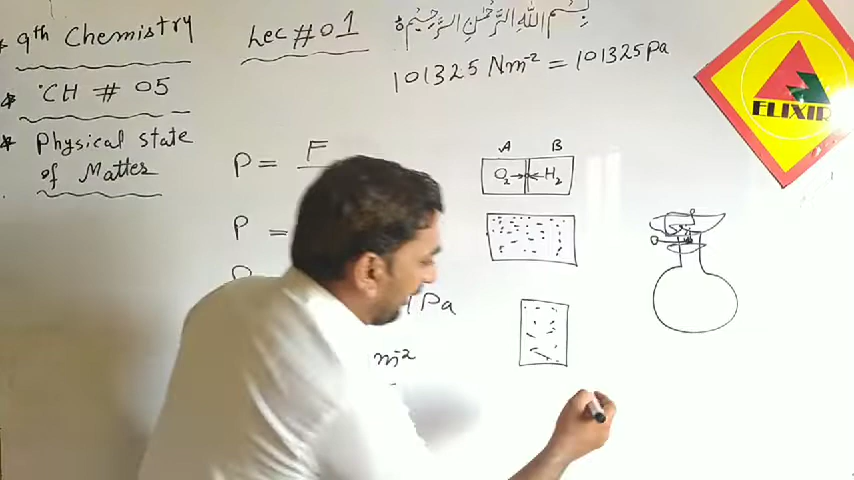 9th Chemistry
Lec # 01
بِسْمِ اللهِ الرَّحْمٰنِ الرَّحِيْمِ
CH # 05
101325 Nm⁻² = 101325 Pa
Physical state
of Matter
ELIXIR
P = F
A B
O₂ → ← H₂
P =
Pa
m⁻²